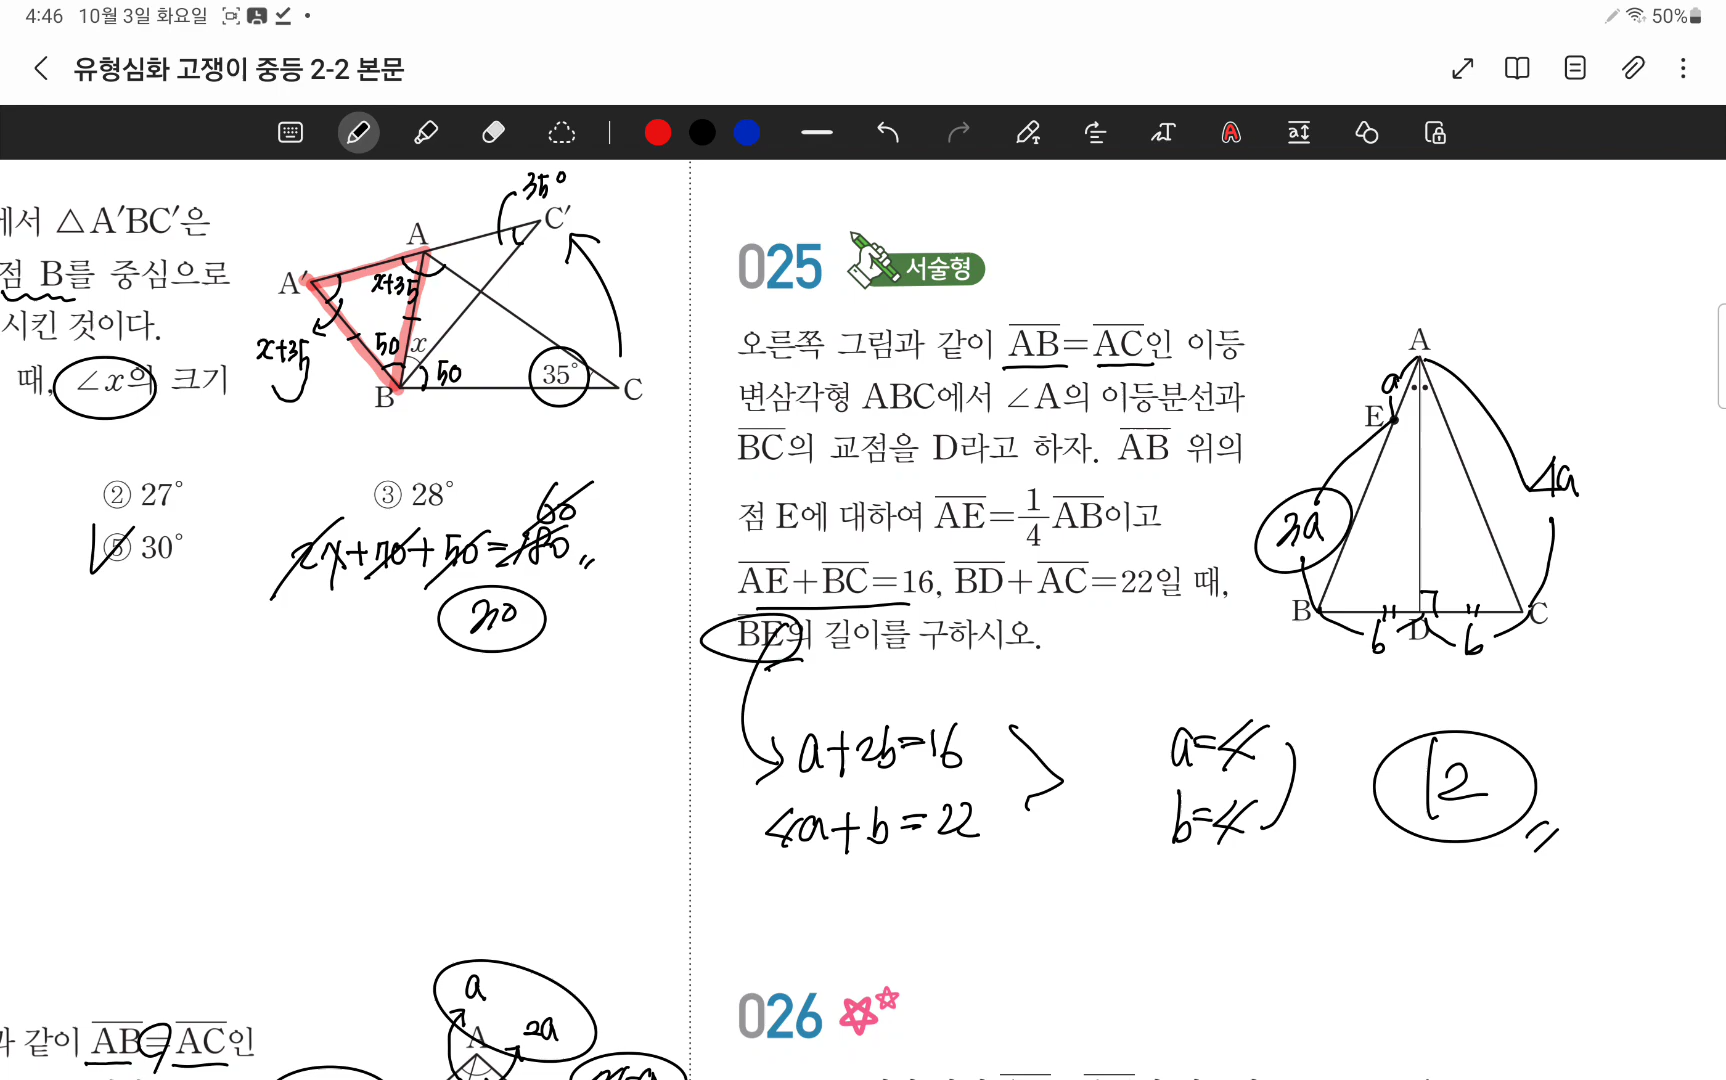 4:46 10월 3일 화요일
50%
유형심화 고쟁이 중등 2-2 본문
에서 △A′BC′은
점 B를 중심으로
시킨 것이다.
때, ∠x의 크기
35°
C′
A
A′
x+35
x+35
50
x
50
35°
B
C
② 27°
③ 28°
⑤ 30°
60
2x+70+50=180
30
과 같이 AB=AC인
a
2a
A
025 서술형
오른쪽 그림과 같이 AB=AC인 이등
변삼각형 ABC에서 ∠A의 이등분선과
BC의 교점을 D라고 하자. AB 위의
점 E에 대하여 AE=1/4AB이고
AE+BC=16, BD+AC=22일 때,
BE의 길이를 구하시오.
A
a
E
4a
3a
B
D
C
b
b
a+2b=16
4a+b=22
a=4
b=4
12
026